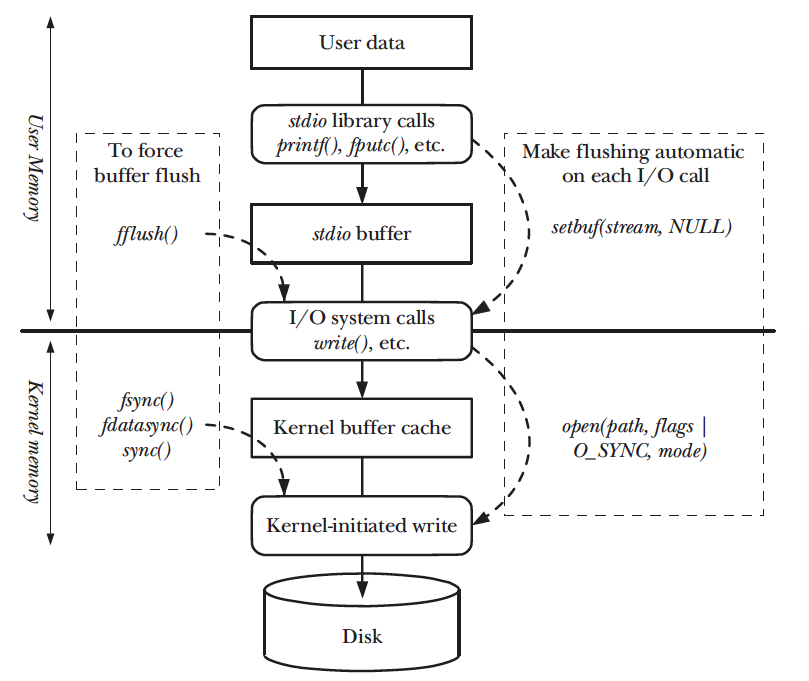 User data
User Memory
stdio library calls
printf(), fputc(), etc.
To force
buffer flush
Make flushing automatic
on each I/O call
fflush()
stdio buffer
setbuf(stream, NULL)
I/O system calls
write(), etc.
Kernel memory
fsync()
fdatasync()
sync()
Kernel buffer cache
open(path, flags |
O_SYNC, mode)
Kernel-initiated write
Disk